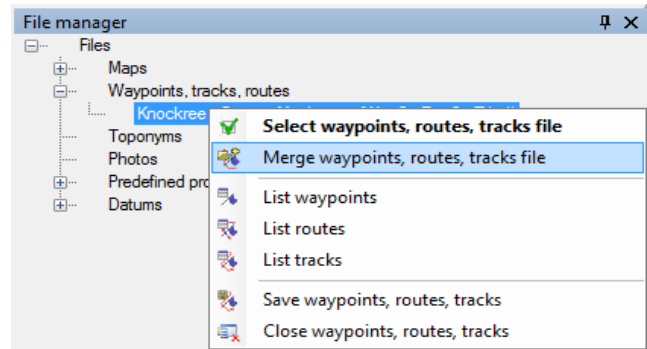 File manager
Files
Maps
Waypoints, tracks, routes
Knockree
Toponyms
Photos
Predefined pro
Datums
Select waypoints, routes, tracks file
Merge waypoints, routes, tracks file
List waypoints
List routes
List tracks
Save waypoints, routes, tracks
Close waypoints, routes, tracks